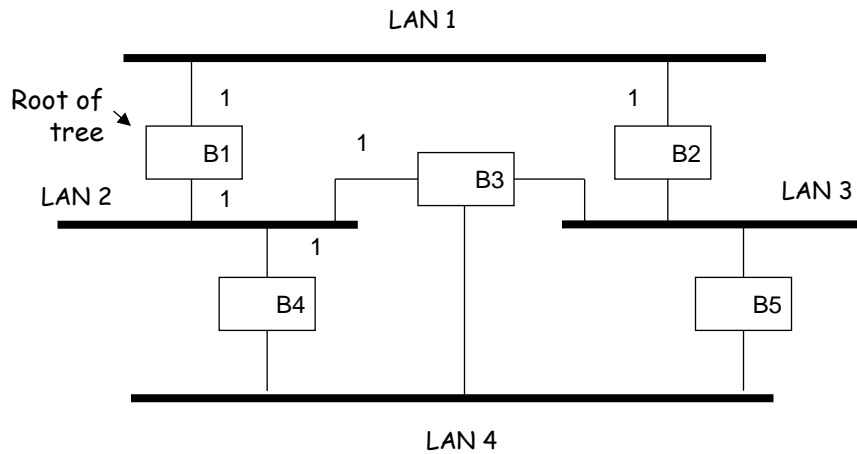 LAN 1
Root of
tree
1
1
B1
1
B3
B2
LAN 2
1
LAN 3
1
B4
B5
LAN 4